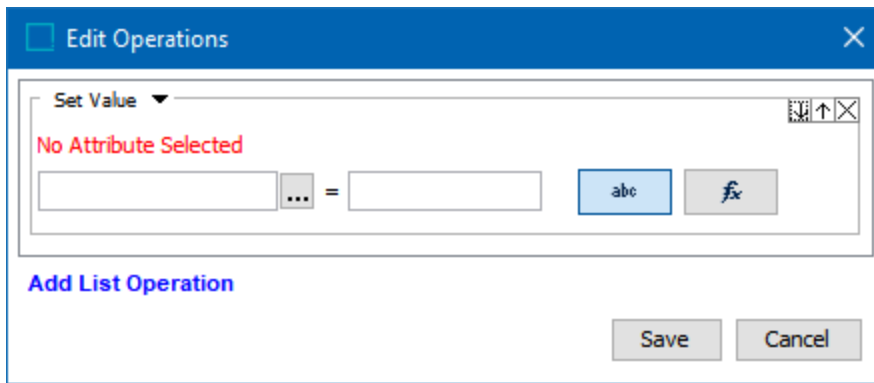 Edit Operations
Set Value
No Attribute Selected
... = abc fx
Add List Operation
Save Cancel